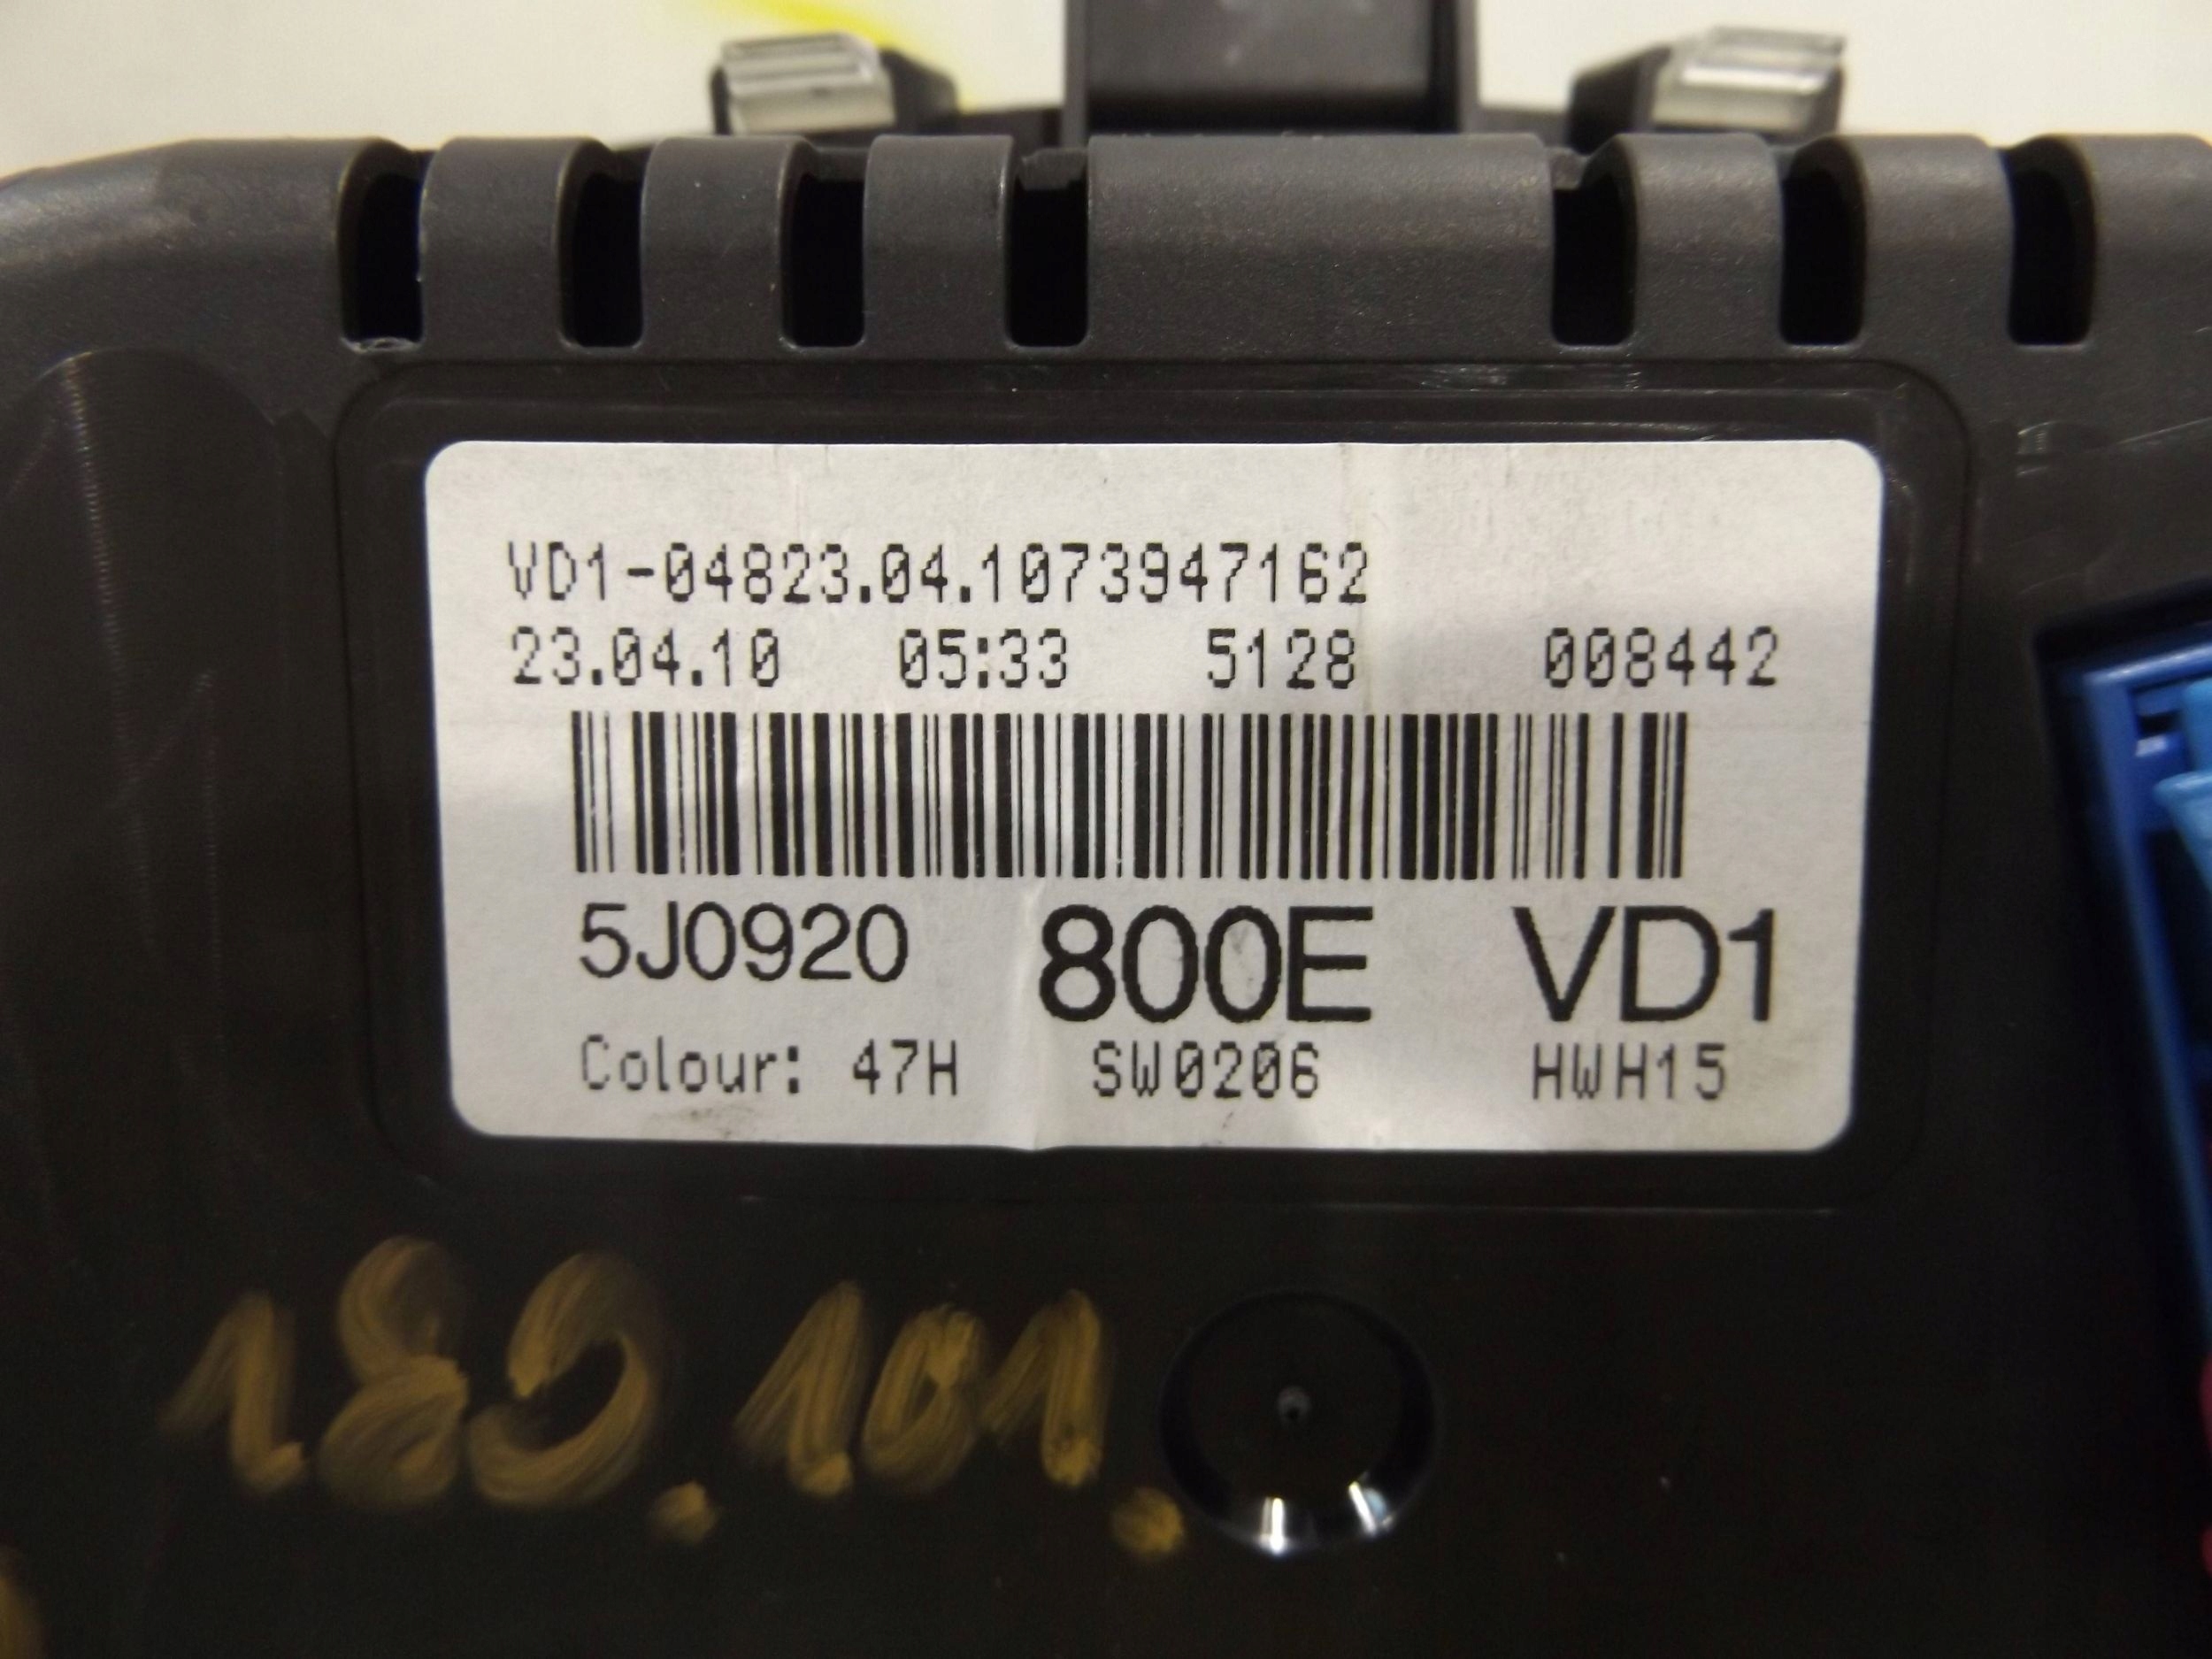 VD1-04823.04.1073947162
23.04.10 05:33 5128 008442
5J0920 800E VD1
Colour: 47H SW0206 HWH15
189.101.